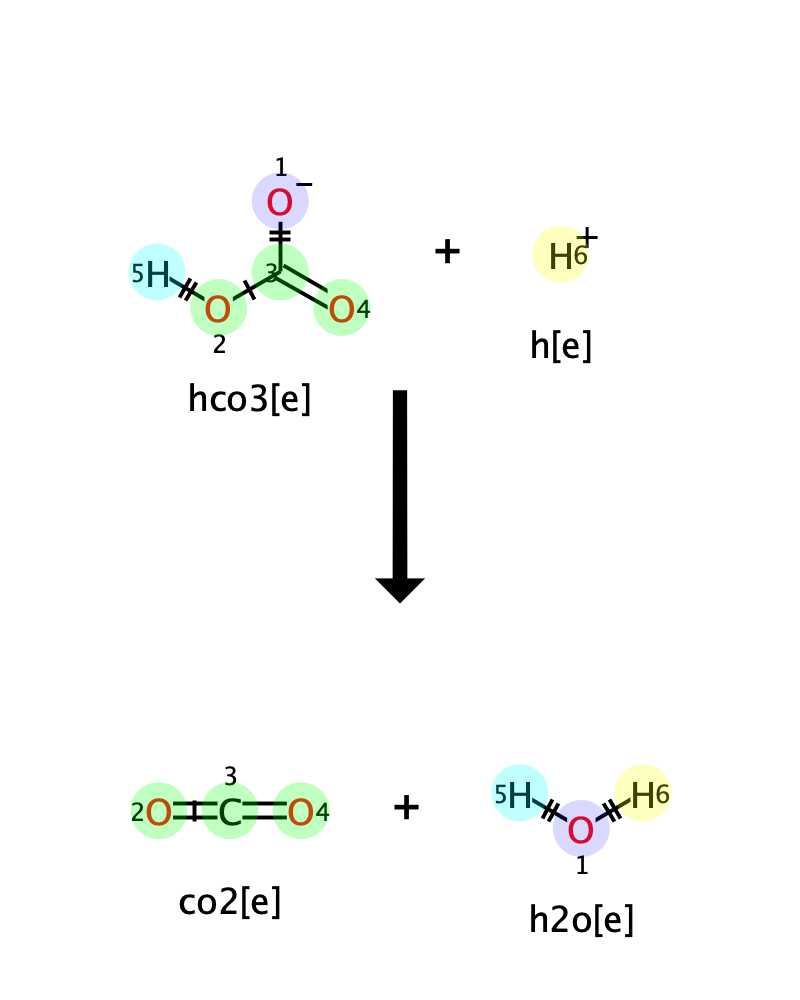 1
O −
5H 3
O O4
2
hco3[e]
+
H6 +
h[e]
3
2O C O4
co2[e]
+
5H H6
O
1
h2o[e]